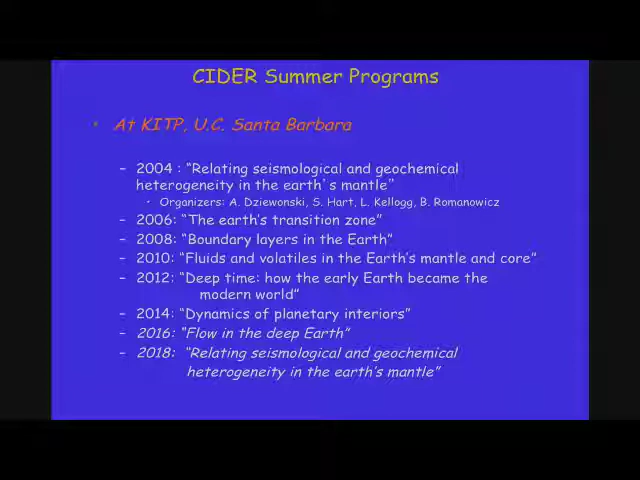 CIDER Summer Programs
• At KITP, U.C. Santa Barbara
– 2004 : “Relating seismological and geochemical
heterogeneity in the earth's mantle”
• Organizers: A. Dziewonski, S. Hart, L. Kellogg, B. Romanowicz
– 2006: “The earth’s transition zone”
– 2008: “Boundary layers in the Earth”
– 2010: “Fluids and volatiles in the Earth’s mantle and core”
– 2012: “Deep time: how the early Earth became the
modern world”
– 2014: “Dynamics of planetary interiors”
– 2016: “Flow in the deep Earth”
– 2018: “Relating seismological and geochemical
heterogeneity in the earth’s mantle”